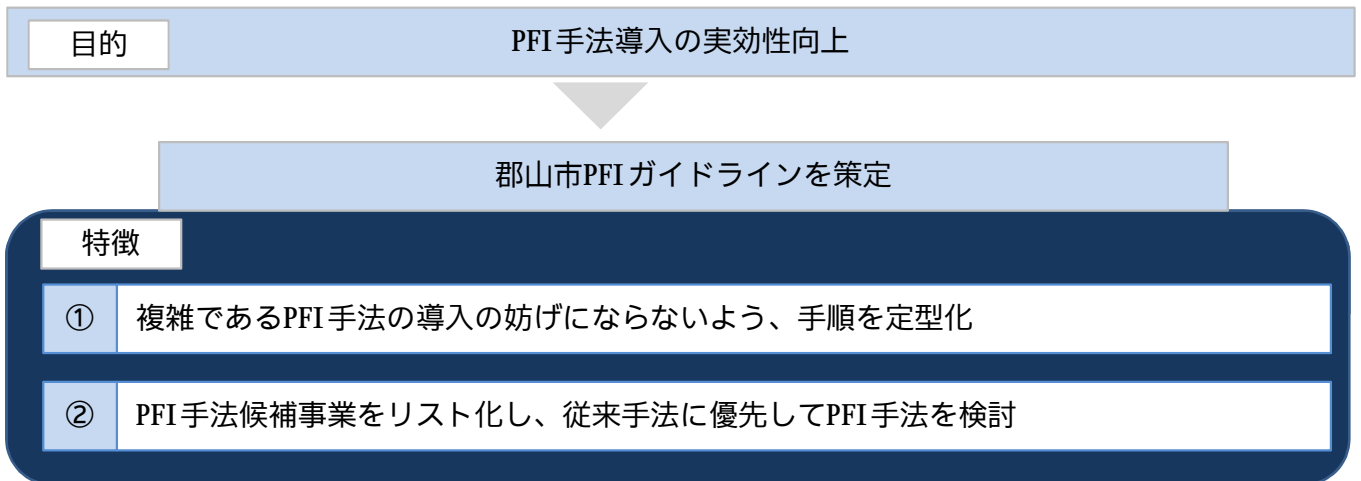 目的
PFI手法導入の実効性向上
郡山市PFIガイドラインを策定
特徴
① 複雑であるPFI手法の導入の妨げにならないよう、手順を定型化
② PFI手法候補事業をリスト化し、従来手法に優先してPFI手法を検討